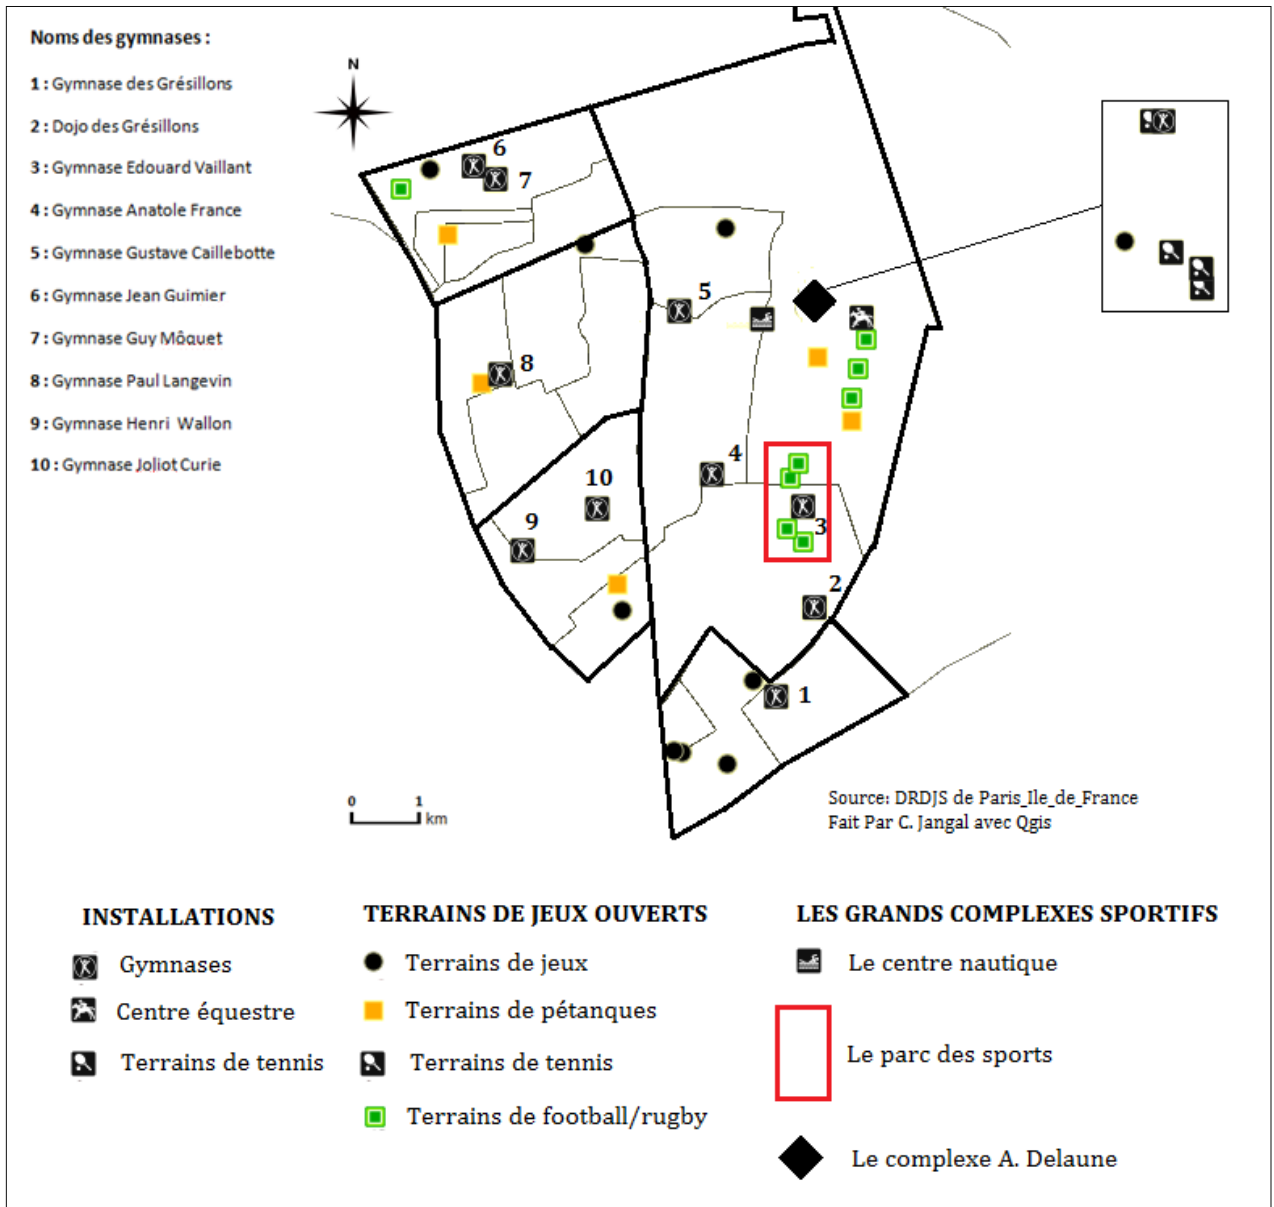 Noms des gymnases :
1 : Gymnase des Grésillons
2 : Dojo des Grésillons
3 : Gymnase Edouard Vaillant
4 : Gymnase Anatole France
5 : Gymnase Gustave Caillebotte
6 : Gymnase Jean Guimier
7 : Gymnase Guy Môquet
8 : Gymnase Paul Langevin
9 : Gymnase Henri Wallon
10 : Gymnase Joliot Curie
N
6
7
5
8
4
10
9
3
2
1
0 1
km
Source: DRDJS de Paris_Ile_de_France
Fait Par C. Jangal avec Qgis
INSTALLATIONS
Gymnases
Centre équestre
Terrains de tennis
TERRAINS DE JEUX OUVERTS
Terrains de jeux
Terrains de pétanques
Terrains de tennis
Terrains de football/rugby
LES GRANDS COMPLEXES SPORTIFS
Le centre nautique
Le parc des sports
Le complexe A. Delaune